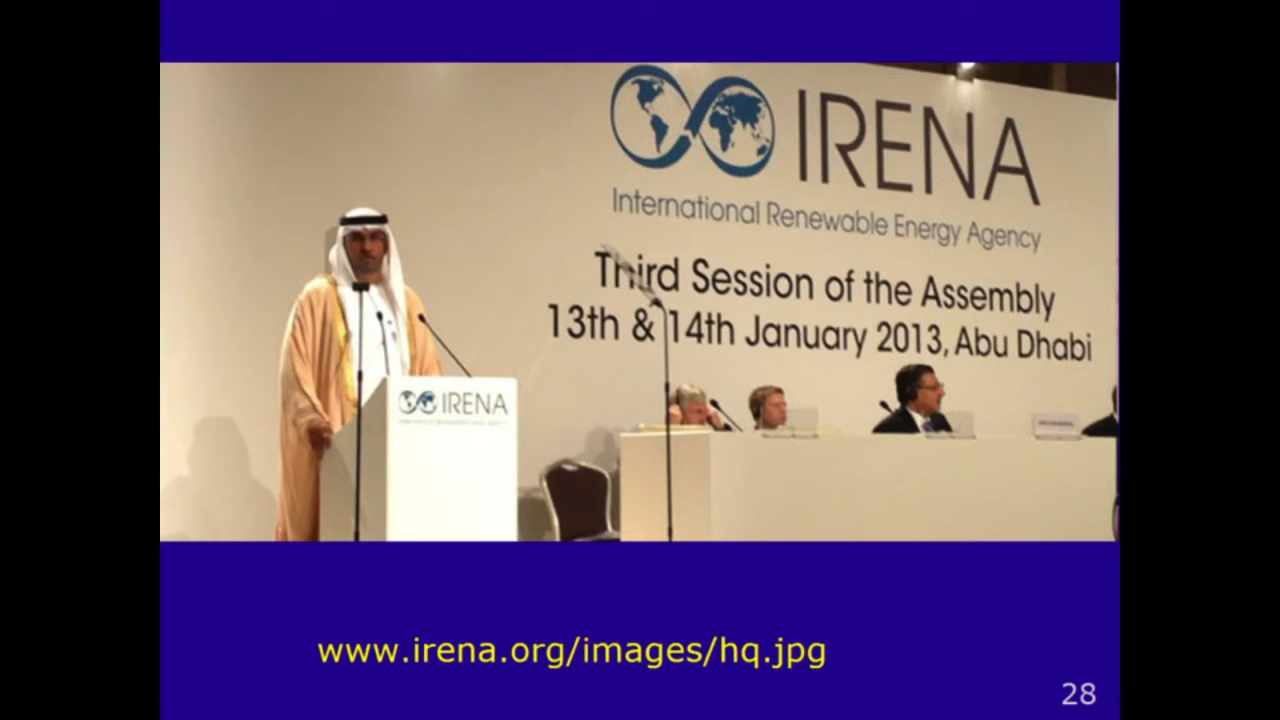 IRENA
International Renewable Energy Agency
Third Session of the Assembly
13th & 14th January 2013, Abu Dhabi
IRENA
www.irena.org/images/hq.jpg
28